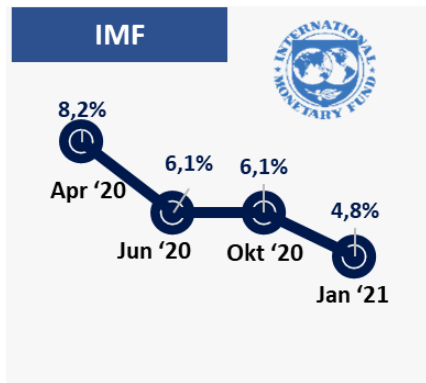 IMF
INTERNATIONAL
MONETARY FUND
8,2%
Apr ‘20
6,1%
Jun ‘20
6,1%
Okt ‘20
4,8%
Jan ‘21